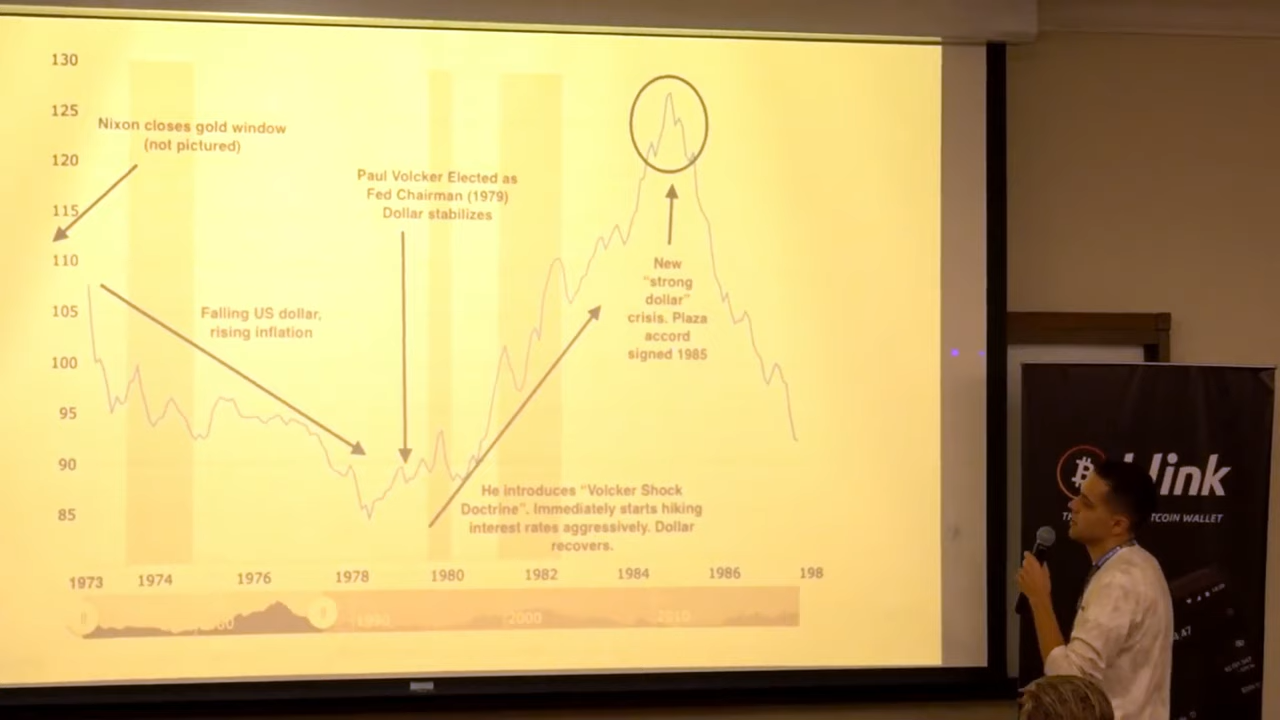 130
125
120
115
110
105
100
95
90
85
Nixon closes gold window
(not pictured)
Falling US dollar,
rising inflation
Paul Volcker Elected as
Fed Chairman (1979)
Dollar stabilizes
He introduces “Volcker Shock
Doctrine”. Immediately starts hiking
interest rates aggressively. Dollar
recovers.
New
“strong
dollar”
crisis. Plaza
accord
signed 1985
1973 1974 1976 1978 1980 1982 1984 1986 198
1990 2000 2010
link
TCOIN WALLET